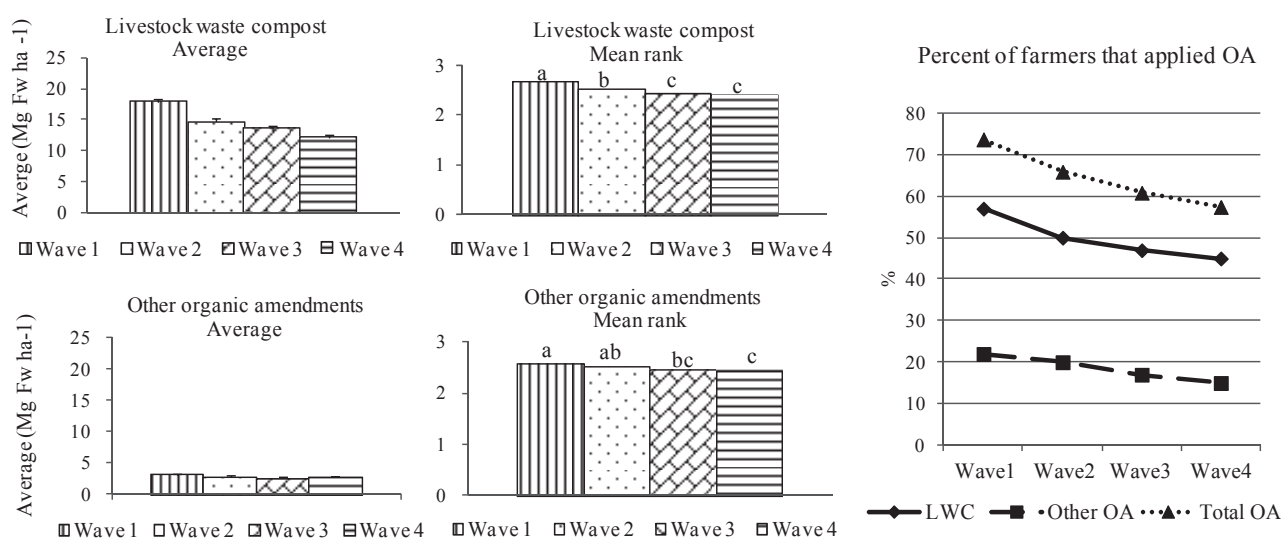 Livestock waste compost
Average
Averge (Mg Fw ha -1)
25
20
15
10
5
0
Wave 1 Wave 2 Wave 3 Wave 4
Livestock waste compost
Mean rank
3
2
1
0
a b c c
Wave 1 Wave 2 Wave 3 Wave 4
Other organic amendments
Average
Average (Mg Fw ha-1)
25
20
15
10
5
0
Wave 1 Wave 2 Wave 3 Wave 4
Other organic amendments
Mean rank
3
2
1
0
a ab bc c
Wave 1 Wave 2 Wave 3 Wave 4
Percent of farmers that applied OA
%
80
70
60
50
40
30
20
10
0
Wave1 Wave2 Wave3 Wave4
LWC Other OA Total OA